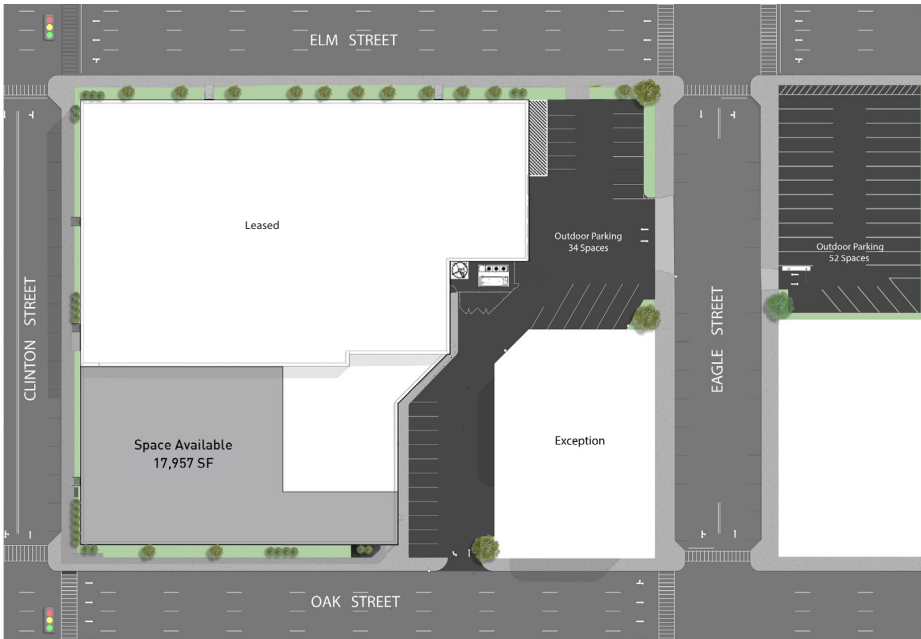 ELM STREET
Leased
Outdoor Parking
34 Spaces
Outdoor Parking
52 Spaces
CLINTON STREET
EAGLE STREET
Space Available
17,957 SF
Exception
OAK STREET